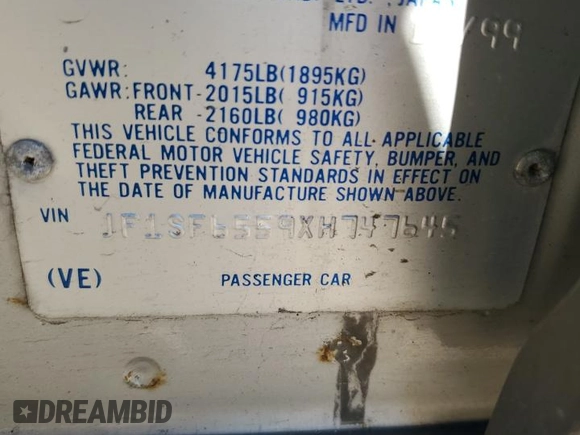 MFD IN /99
GVWR: 4175LB(1895KG)
GAWR:FRONT-2015LB( 915KG)
REAR -2160LB( 980KG)
THIS VEHICLE CONFORMS TO ALL APPLICABLE
FEDERAL MOTOR VEHICLE SAFETY, BUMPER, AND
THEFT PREVENTION STANDARDS IN EFFECT ON
THE DATE OF MANUFACTURE SHOWN ABOVE.
VIN JF1SF6559XH747645
(VE) PASSENGER CAR
DREAMBID